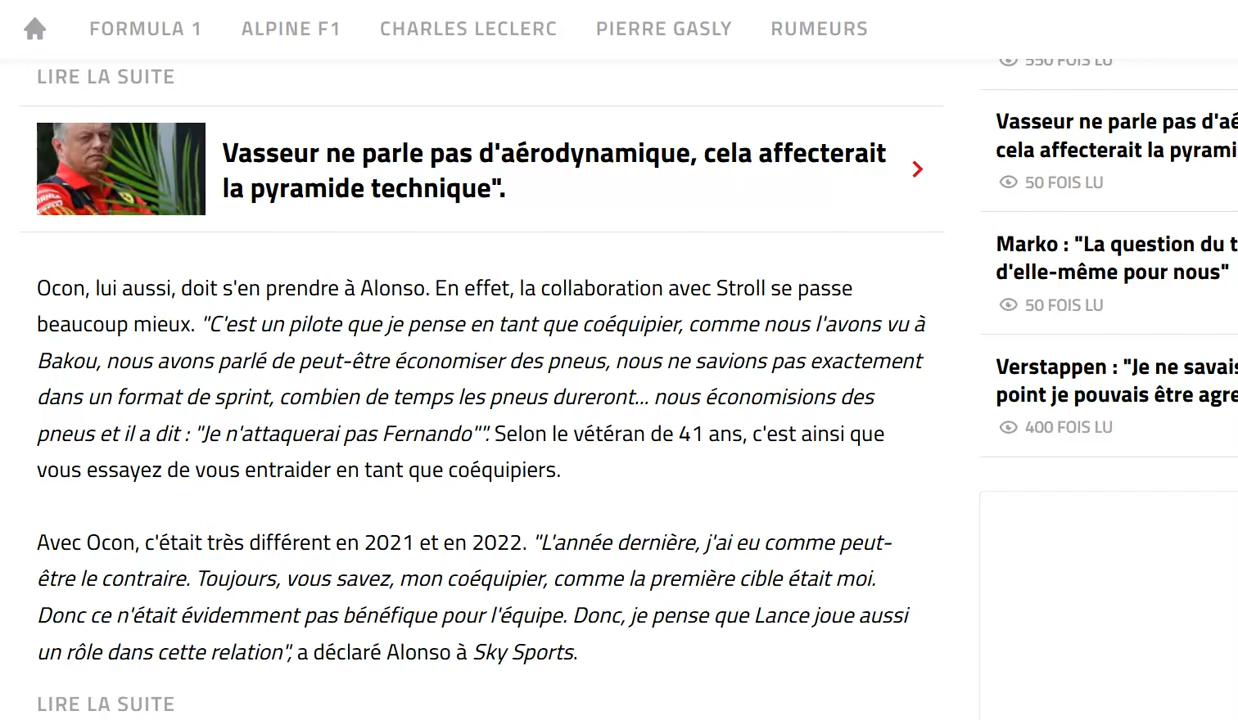 FORMULA 1 ALPINE F1 CHARLES LECLERC PIERRE GASLY RUMEURS
LIRE LA SUITE
Vasseur ne parle pas d'aérodynamique, cela affecterait
la pyramide technique".
Ocon, lui aussi, doit s'en prendre à Alonso. En effet, la collaboration avec Stroll se passe
beaucoup mieux. "C'est un pilote que je pense en tant que coéquipier, comme nous l'avons vu à
Bakou, nous avons parlé de peut-être économiser des pneus, nous ne savions pas exactement
dans un format de sprint, combien de temps les pneus dureront... nous économisions des
pneus et il a dit : "Je n'attaquerai pas Fernando"". Selon le vétéran de 41 ans, c'est ainsi que
vous essayez de vous entraider en tant que coéquipiers.
Avec Ocon, c'était très différent en 2021 et en 2022. "L'année dernière, j'ai eu comme peut-
être le contraire. Toujours, vous savez, mon coéquipier, comme la première cible était moi.
Donc ce n'était évidemment pas bénéfique pour l'équipe. Donc, je pense que Lance joue aussi
un rôle dans cette relation", a déclaré Alonso à Sky Sports.
LIRE LA SUITE
550 FOIS LU
Vasseur ne parle pas d'aé
cela affecterait la pyrami
50 FOIS LU
Marko : "La question du t
d'elle-même pour nous"
50 FOIS LU
Verstappen : "Je ne savais
point je pouvais être agre
400 FOIS LU